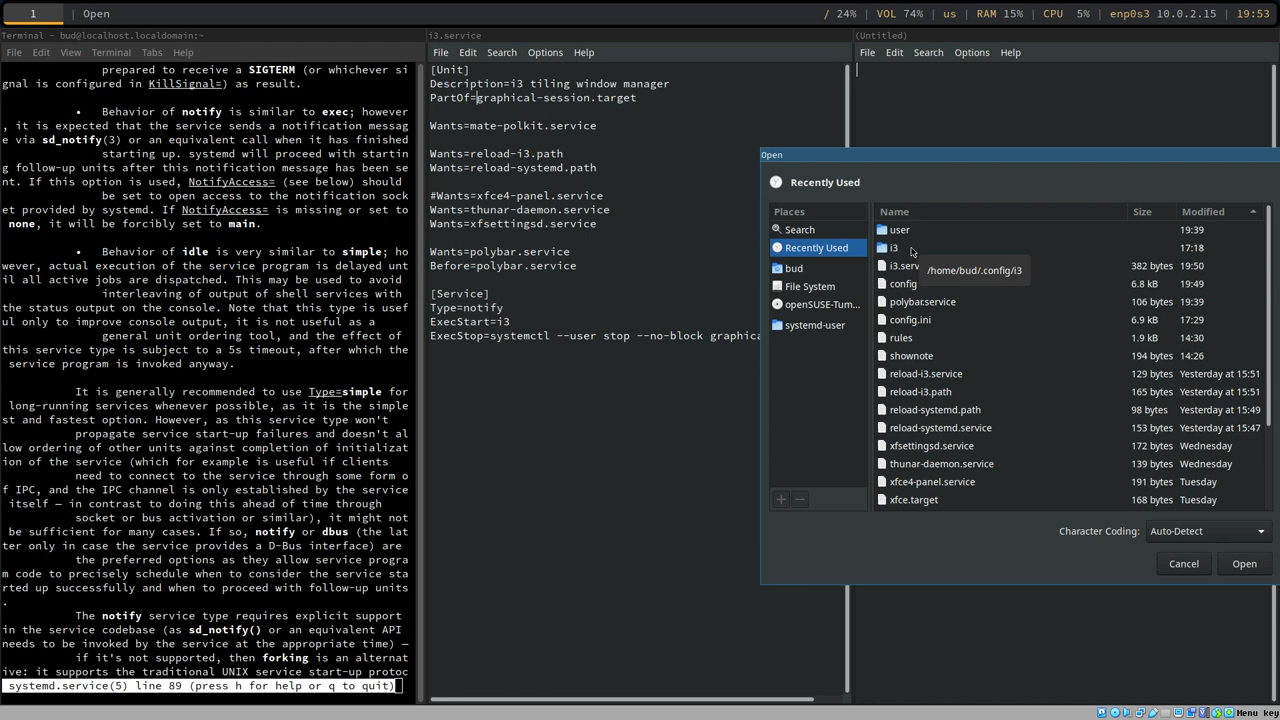 1 Open / 24% VOL 74% us RAM 15% CPU 5% enp0s3 10.0.2.15 19:53
Terminal - bud@localhost.localdomain:~
File Edit View Terminal Tabs Help
prepared to receive a SIGTERM (or whichever si
gnal is configured in KillSignal=) as result.
• Behavior of notify is similar to exec; however
, it is expected that the service sends a notification messag
e via sd_notify(3) or an equivalent call when it has finished
starting up. systemd will proceed with startin
g follow-up units after this notification message has been se
nt. If this option is used, NotifyAccess= (see below) should
be set to open access to the notification sock
et provided by systemd. If NotifyAccess= is missing or set to
none, it will be forcibly set to main.
• Behavior of idle is very similar to simple; ho
wever, actual execution of the service program is delayed unt
il all active jobs are dispatched. This may be used to avoid
interleaving of output of shell services with
the status output on the console. Note that this type is usef
ul only to improve console output, it is not useful as a
general unit ordering tool, and the effect of
this service type is subject to a 5s timeout, after which the
service program is invoked anyway.
It is generally recommended to use Type=simple for
long-running services whenever possible, as it is the simple
st and fastest option. However, as this service type won't
propagate service start-up failures and doesn't al
low ordering of other units against completion of initializat
ion of the service (which for example is useful if clients
need to connect to the service through some form o
f IPC, and the IPC channel is only established by the service
itself — in contrast to doing this ahead of time through
socket or bus activation or similar), it might not
be sufficient for many cases. If so, notify or dbus (the lat
ter only in case the service provides a D-Bus interface) are
the preferred options as they allow service progra
m code to precisely schedule when to consider the service sta
rted up successfully and when to proceed with follow-up units
.
The notify service type requires explicit support
in the service codebase (as sd_notify() or an equivalent API
needs to be invoked by the service at the appropriate time) —
if it's not supported, then forking is an alternat
ive: it supports the traditional UNIX service start-up protoc
systemd.service(5) line 89 (press h for help or q to quit)
i3.service
File Edit Search Options Help
[Unit]
Description=i3 tiling window manager
PartOf=graphical-session.target
Wants=mate-polkit.service
Wants=reload-i3.path
Wants=reload-systemd.path
#Wants=xfce4-panel.service
Wants=thunar-daemon.service
Wants=xfsettingsd.service
Wants=polybar.service
Before=polybar.service
[Service]
Type=notify
ExecStart=i3
ExecStop=systemctl --user stop --no-block graphica
(Untitled)
File Edit Search Options Help
Open
Recently Used
Places
Search
Recently Used
bud
File System
openSUSE-Tum...
systemd-user
Name Size Modified
user 19:39
i3 17:18
i3.serv 382 bytes 19:50
/home/bud/.config/i3
config 6.8 kB 19:49
polybar.service 106 bytes 19:39
config.ini 6.9 kB 17:29
rules 1.9 kB 14:30
shownote 194 bytes 14:26
reload-i3.service 129 bytes Yesterday at 15:51
reload-i3.path 165 bytes Yesterday at 15:51
reload-systemd.path 98 bytes Yesterday at 15:49
reload-systemd.service 153 bytes Yesterday at 15:47
xfsettingsd.service 172 bytes Wednesday
thunar-daemon.service 139 bytes Wednesday
xfce4-panel.service 191 bytes Tuesday
xfce.target 168 bytes Tuesday
Character Coding: Auto-Detect
Cancel Open
Menu key